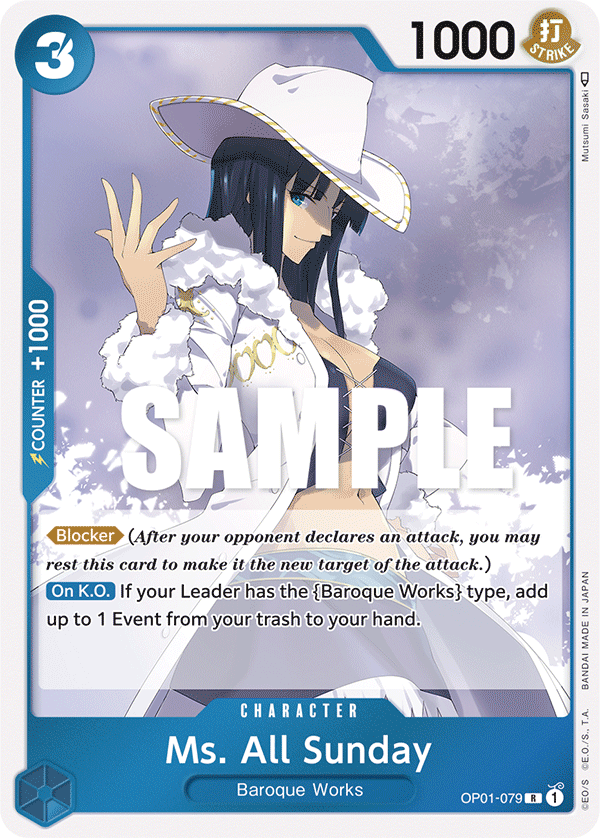 3
1000
打
STRIKE
Mutsumi Sasaki
COUNTER +1000
SAMPLE
Blocker (After your opponent declares an attack, you may
rest this card to make it the new target of the attack.)
On K.O. If your Leader has the {Baroque Works} type, add
up to 1 Event from your trash to your hand.
CHARACTER
Ms. All Sunday
Baroque Works
OP01-079 R 1
©EO/S ©E.O./S., T.A. BANDAI MADE IN JAPAN